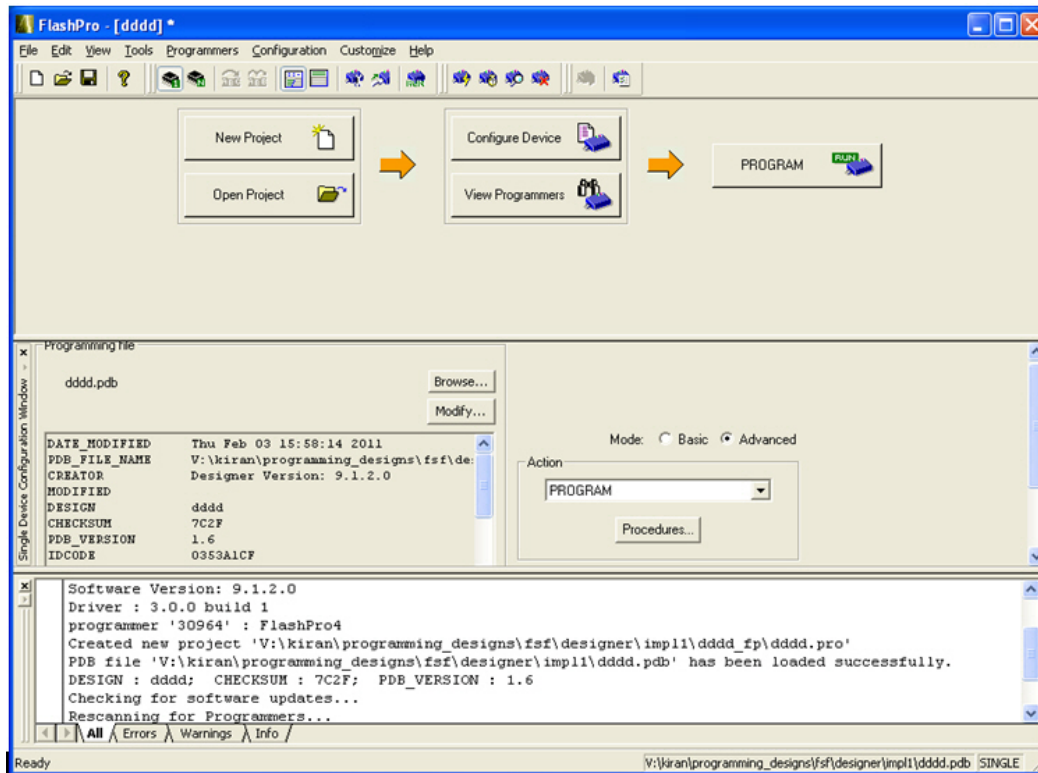 FlashPro - [dddd] *
File Edit View Tools Programmers Configuration Customize Help
New Project
Open Project
Configure Device
View Programmers
PROGRAM
RUN
Single Device Configuration Window
Programming file
dddd.pdb
Browse...
Modify...
DATE_MODIFIED Thu Feb 03 15:58:14 2011
PDB_FILE_NAME V:\kiran\programming_designs\fsf\de:
CREATOR Designer Version: 9.1.2.0
MODIFIED
DESIGN dddd
CHECKSUM 7C2F
PDB_VERSION 1.6
IDCODE 0353A1CF
Mode: Basic Advanced
Action
PROGRAM
Procedures...
Software Version: 9.1.2.0
Driver : 3.0.0 build 1
programmer '30964' : FlashPro4
Created new project 'V:\kiran\programming_designs\fsf\designer\impl1\dddd_fp\dddd.pro'
PDB file 'V:\kiran\programming_designs\fsf\designer\impl1\dddd.pdb' has been loaded successfully.
DESIGN : dddd; CHECKSUM : 7C2F; PDB_VERSION : 1.6
Checking for software updates...
Rescanning for Programmers...
All Errors Warnings Info
Ready
V:\kiran\programming_designs\fsf\designer\impl1\dddd.pdb SINGLE